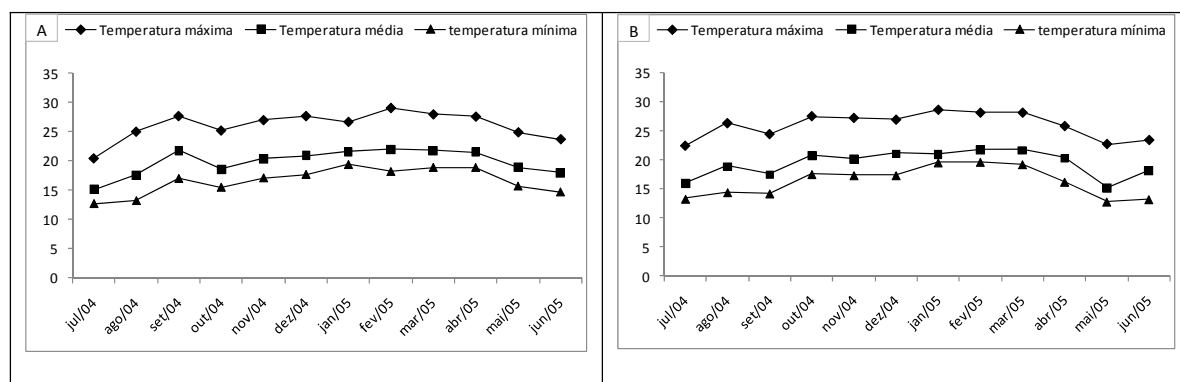 A
Temperatura máxima Temperatura média temperatura mínima
35
30
25
20
15
10
5
0
jul/04 ago/04 set/04 out/04 nov/04 dez/04 jan/05 fev/05 mar/05 abr/05 mai/05 jun/05
B
Temperatura máxima Temperatura média temperatura mínima
35
30
25
20
15
10
5
0
jul/04 ago/04 set/04 out/04 nov/04 dez/04 jan/05 fev/05 mar/05 abr/05 mai/05 jun/05